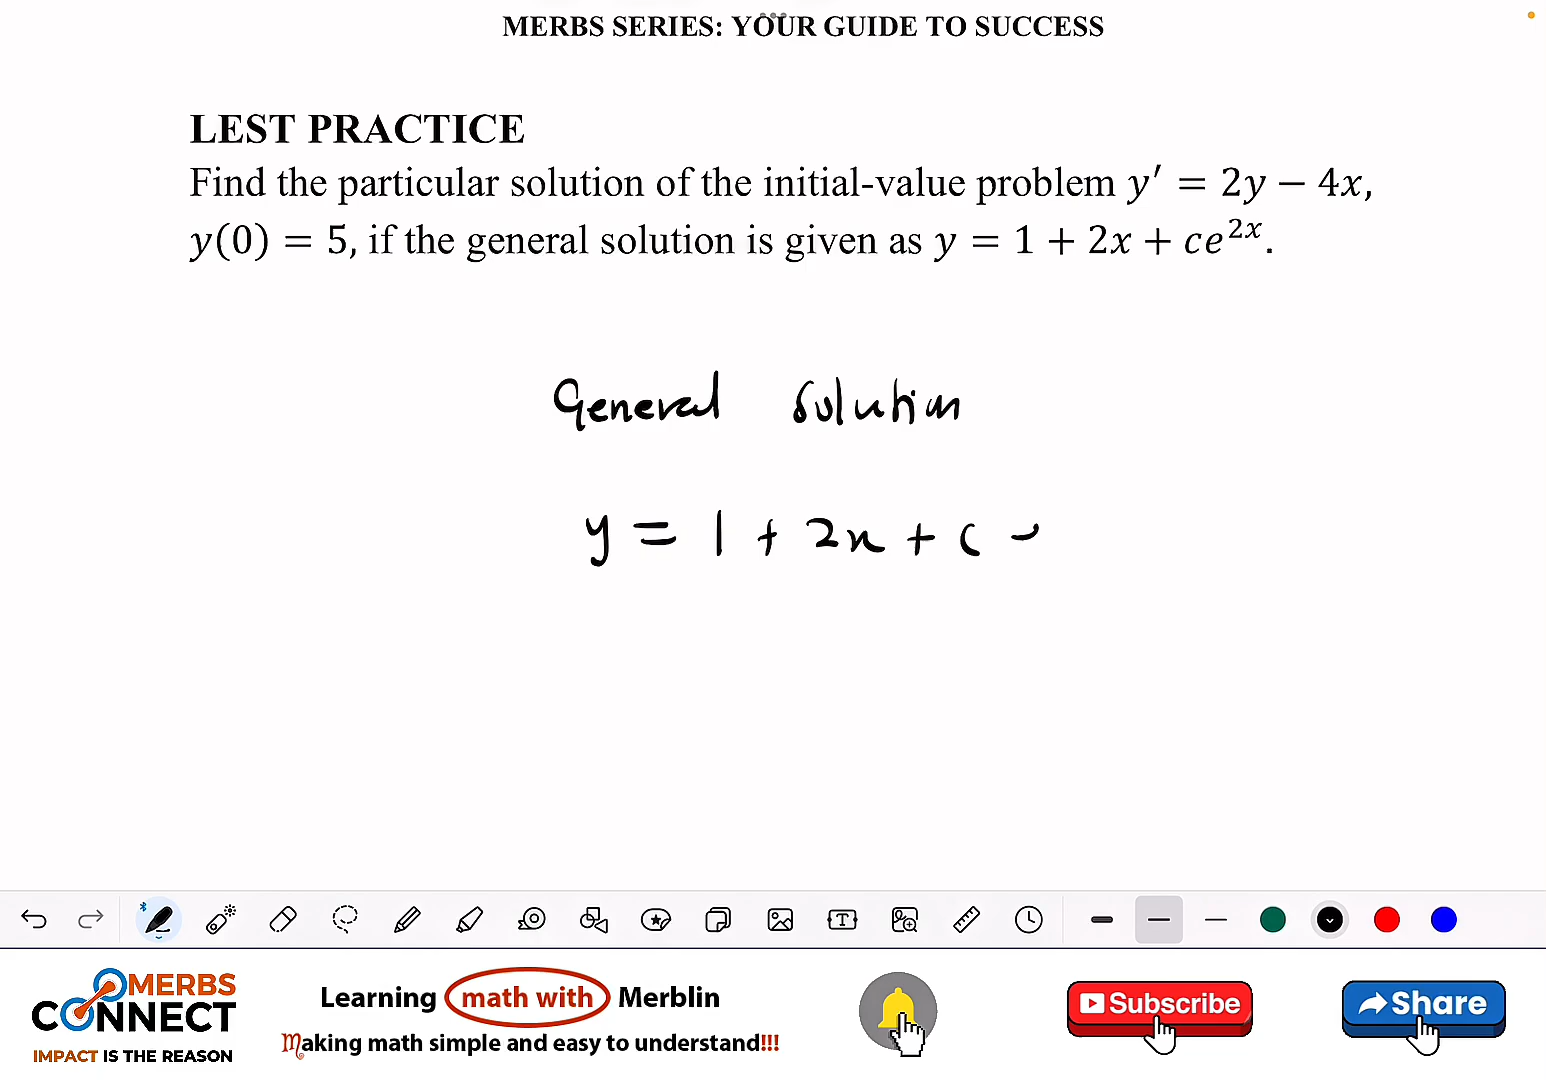 MERBS SERIES: YOUR GUIDE TO SUCCESS
LEST PRACTICE
Find the particular solution of the initial-value problem y′ = 2y − 4x,
y(0) = 5, if the general solution is given as y = 1 + 2x + ce²ˣ.
General solution
y = 1 + 2x + c
MERBS
CONNECT
IMPACT IS THE REASON
Learning math with Merblin
Making math simple and easy to understand!!!
Subscribe
Share